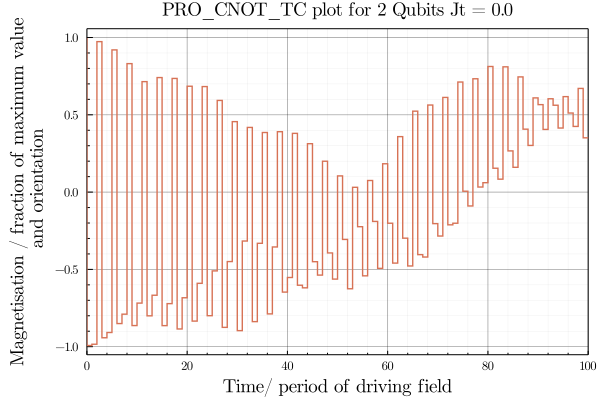 PRO_CNOT_TC plot for 2 Qubits Jt = 0.0
Magnetisation / fraction of maximum value
and orientation
1.0
0.5
0.0
−0.5
−1.0
0 20 40 60 80 100
Time/ period of driving field